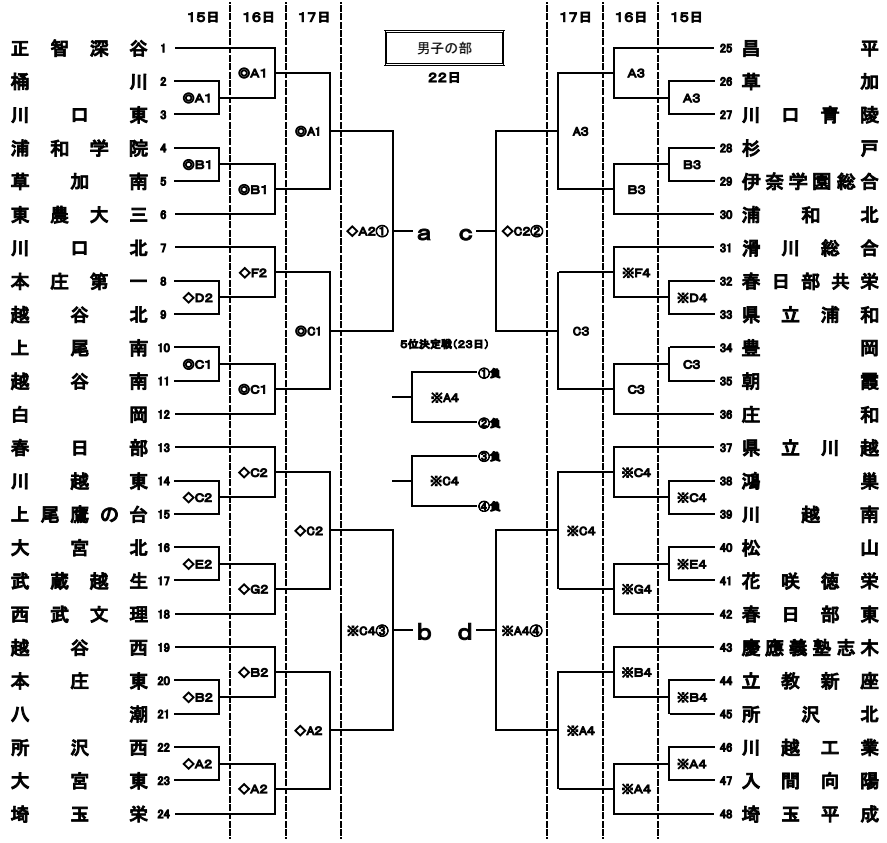 15日 16日 17日 17日 16日 15日
男子の部
22日
正智深谷 1
桶川 2
川口東 3
浦和学院 4
草加南 5
東農大三 6
川口北 7
本庄第一 8
越谷北 9
上尾南 10
越谷南 11
白岡 12
春日部 13
川越東 14
上尾鷹の台 15
大宮北 16
武蔵越生 17
西武文理 18
越谷西 19
本庄東 20
八潮 21
所沢西 22
大宮東 23
埼玉栄 24
◎A1
◎B1
◇D2
◎C1
◇C2
◇E2
◇B2
◇A2
◎A1
◎B1
◇F2
◎C1
◇C2
◇G2
◇B2
◇A2
◎A1
◎C1
◇C2
◇A2
◇A2①
※C4③
a
b
5位決定戦(23日)
①負
※A4
②負
③負
※C4
④負
c
d
◇C2②
※A4④
A3
C3
※C4
※A4
A3
B3
※F4
C3
※C4
※G4
※B4
※A4
A3
B3
※D4
C3
※C4
※E4
※B4
※A4
25 昌平
26 草加
27 川口青陵
28 杉戸
29 伊奈学園総合
30 浦和北
31 滑川総合
32 春日部共栄
33 県立浦和
34 豊岡
35 朝霞
36 庄和
37 県立川越
38 鴻巣
39 川越南
40 松山
41 花咲徳栄
42 春日部東
43 慶應義塾志木
44 立教新座
45 所沢北
46 川越工業
47 入間向陽
48 埼玉平成